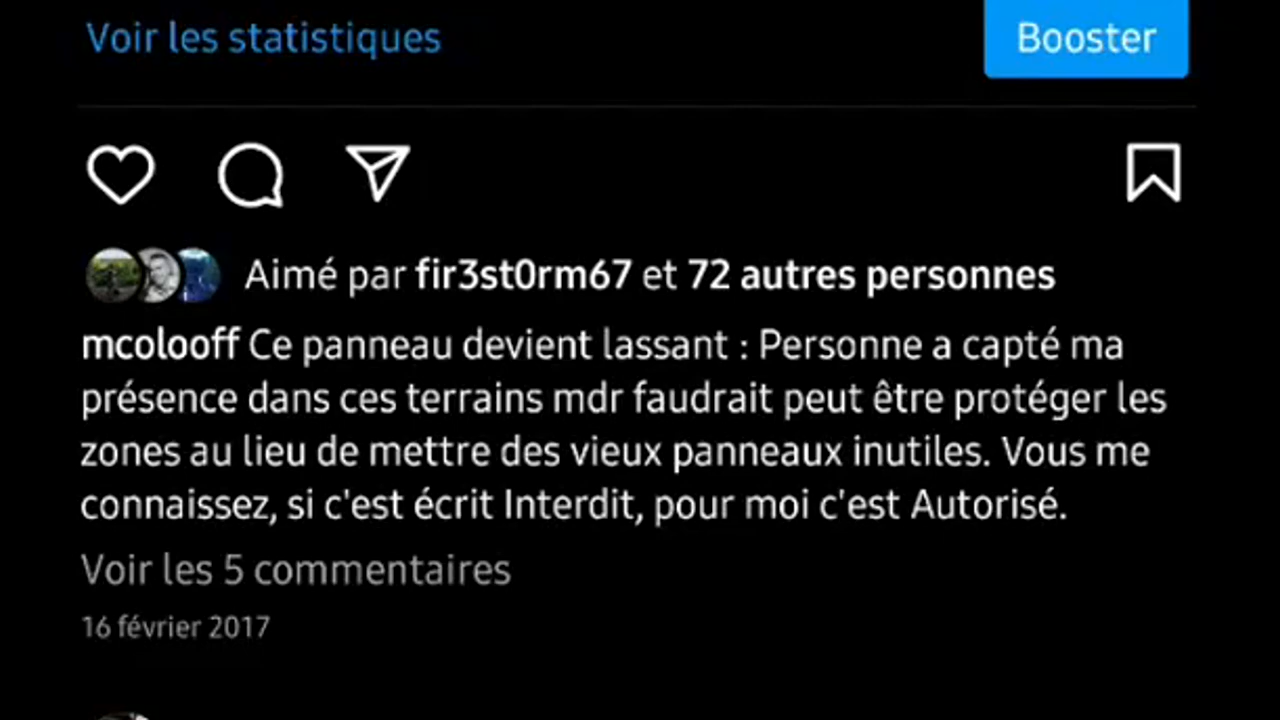 Voir les statistiques
Booster
Aimé par fir3st0rm67 et 72 autres personnes
mcolooff Ce panneau devient lassant : Personne a capté ma
présence dans ces terrains mdr faudrait peut être protéger les
zones au lieu de mettre des vieux panneaux inutiles. Vous me
connaissez, si c'est écrit Interdit, pour moi c'est Autorisé.
Voir les 5 commentaires
16 février 2017